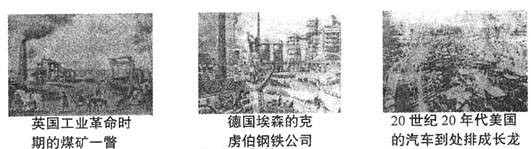 英国工业革命时
期的煤矿一瞥
德国埃森的克
虏伯钢铁公司
20世纪20年代美国
的汽车到处排成长龙